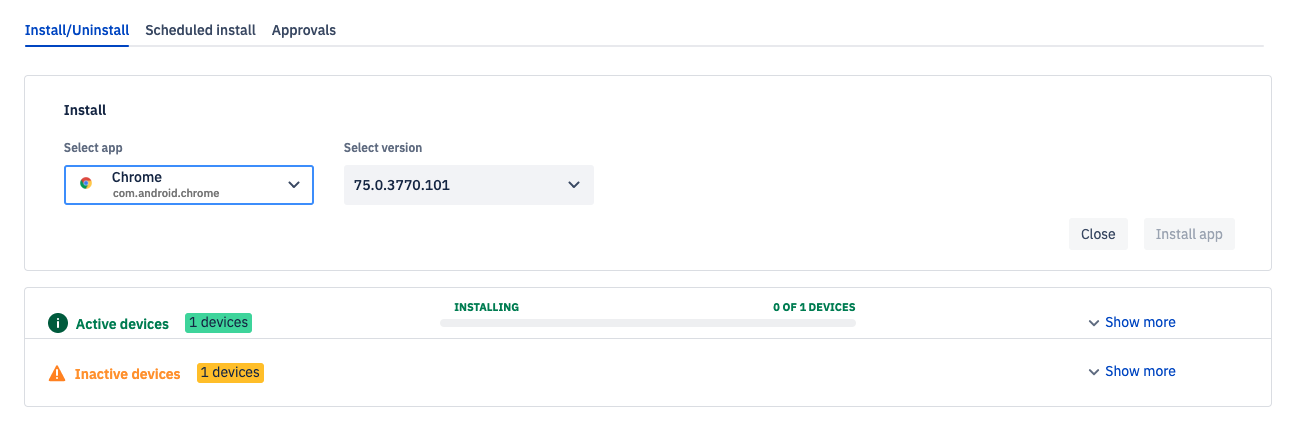 Install/Uninstall Scheduled install Approvals
Install
Select app Select version
Chrome
com.android.chrome
75.0.3770.101
Close Install app
INSTALLING 0 OF 1 DEVICES
Active devices 1 devices Show more
Inactive devices 1 devices Show more